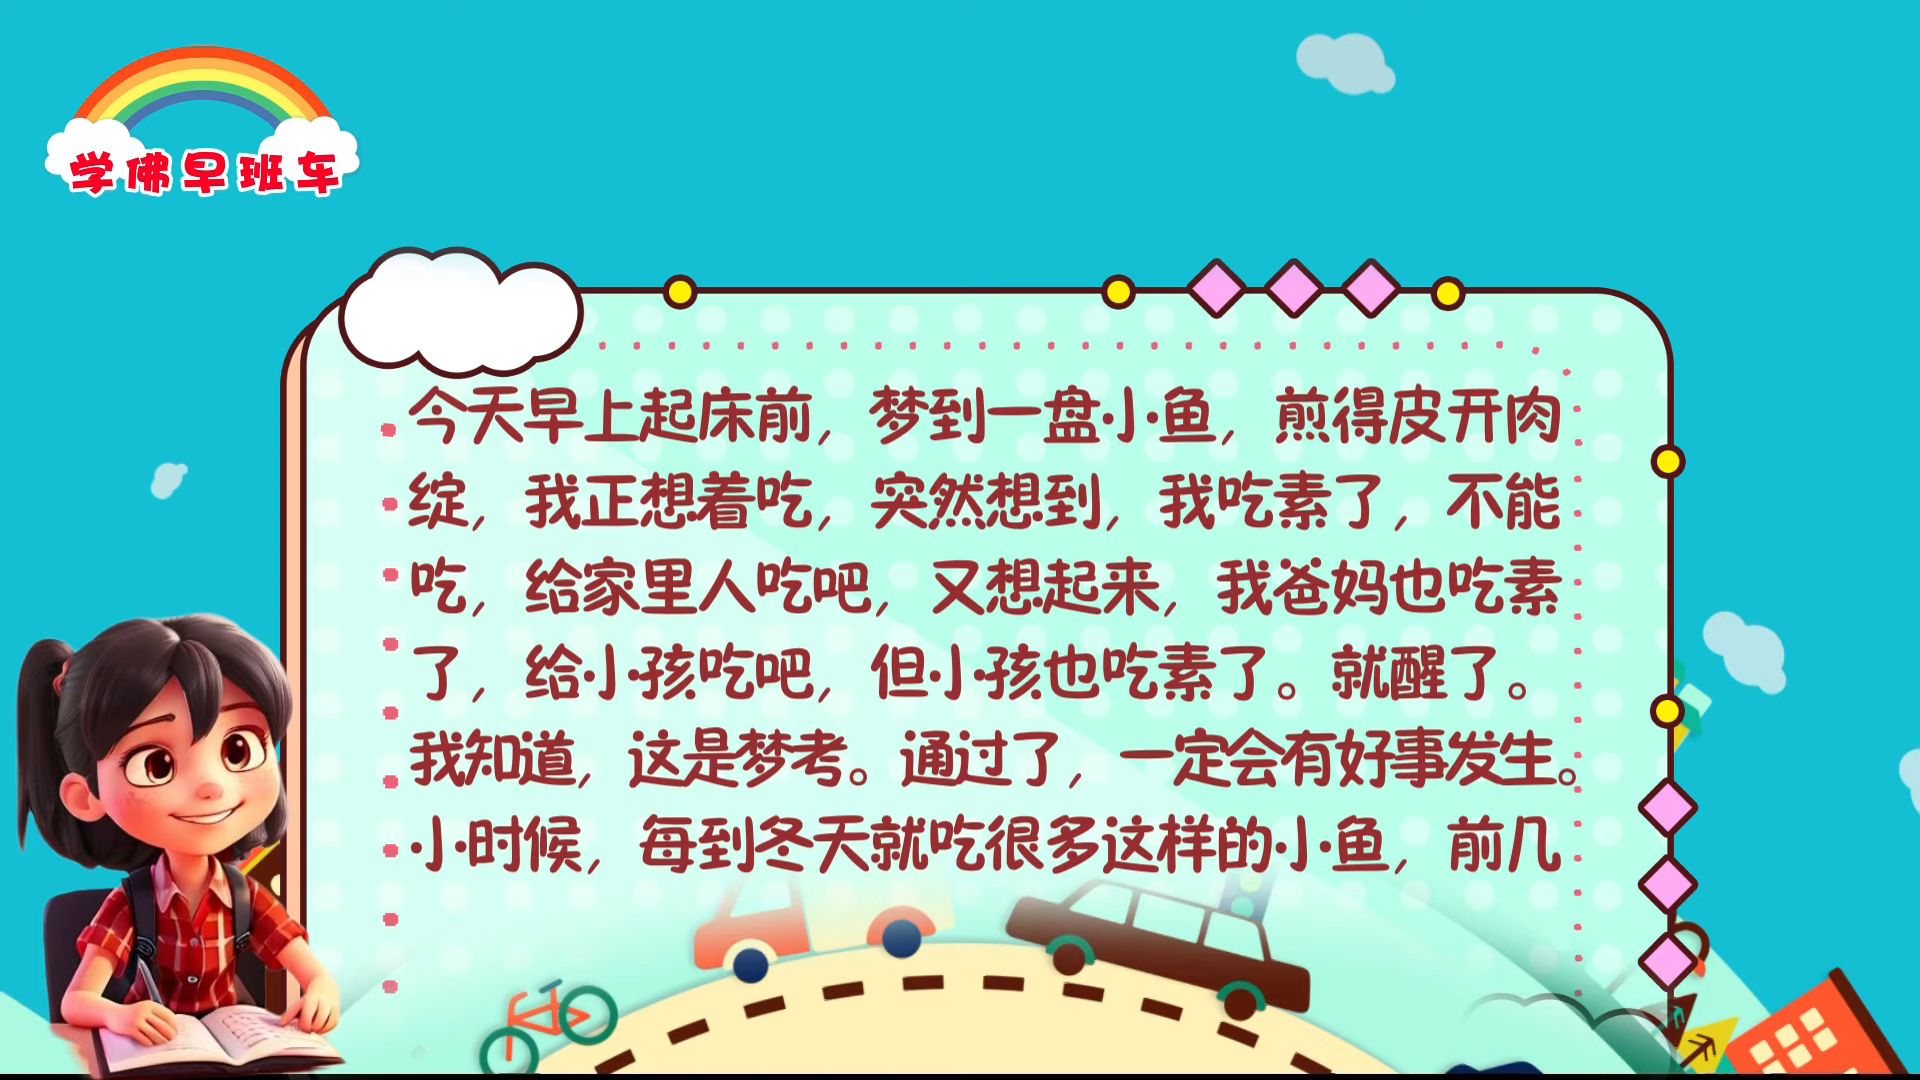 学佛早班车
今天早上起床前，梦到一盘小鱼，煎得皮开肉
绽，我正想着吃，突然想到，我吃素了，不能
吃，给家里人吃吧，又想起来，我爸妈也吃素
了，给小孩吃吧，但小孩也吃素了。就醒了。
我知道，这是梦考。通过了，一定会有好事发生。
小时候，每到冬天就吃很多这样的小鱼，前几